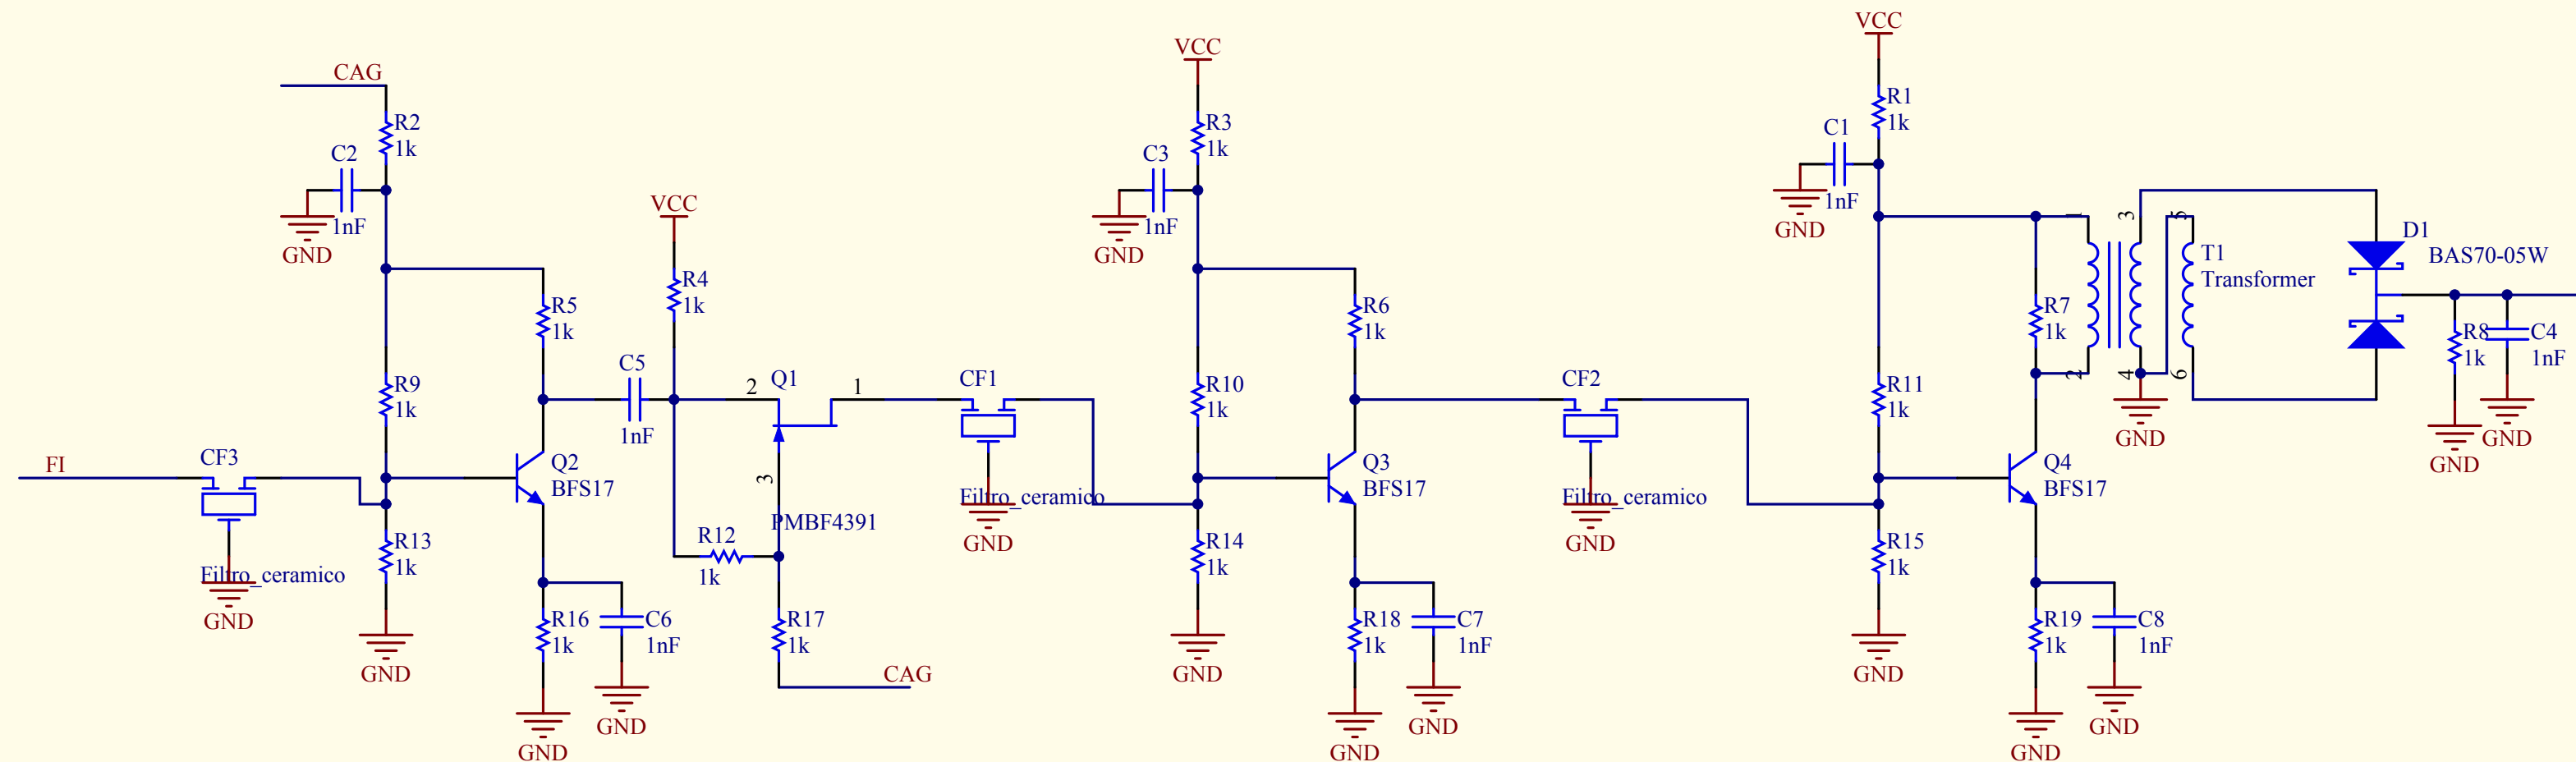 CAG
R2
1k
C2
1nF
GND
R5
1k
R9
1k
FI
CF3
Filtro_ceramico
GND
Q2
BFS17
R13
1k
GND
R16
1k
GND
C6
1nF
GND
VCC
R4
1k
C5
1nF
2
Q1
1
3
PMBF4391
R12
1k
R17
1k
CAG
CF1
Filtro_ceramico
GND
VCC
R3
1k
C3
1nF
GND
R6
1k
R10
1k
Q3
BFS17
R14
1k
GND
R18
1k
GND
C7
1nF
GND
CF2
Filtro_ceramico
GND
VCC
R1
1k
C1
1nF
GND
R7
1k
R11
1k
Q4
BFS17
R15
1k
GND
R19
1k
GND
C8
1nF
GND
1
2
3
4
5
6
T1
Transformer
GND
D1
BAS70-05W
R8
1k
GND
C4
1nF
GND